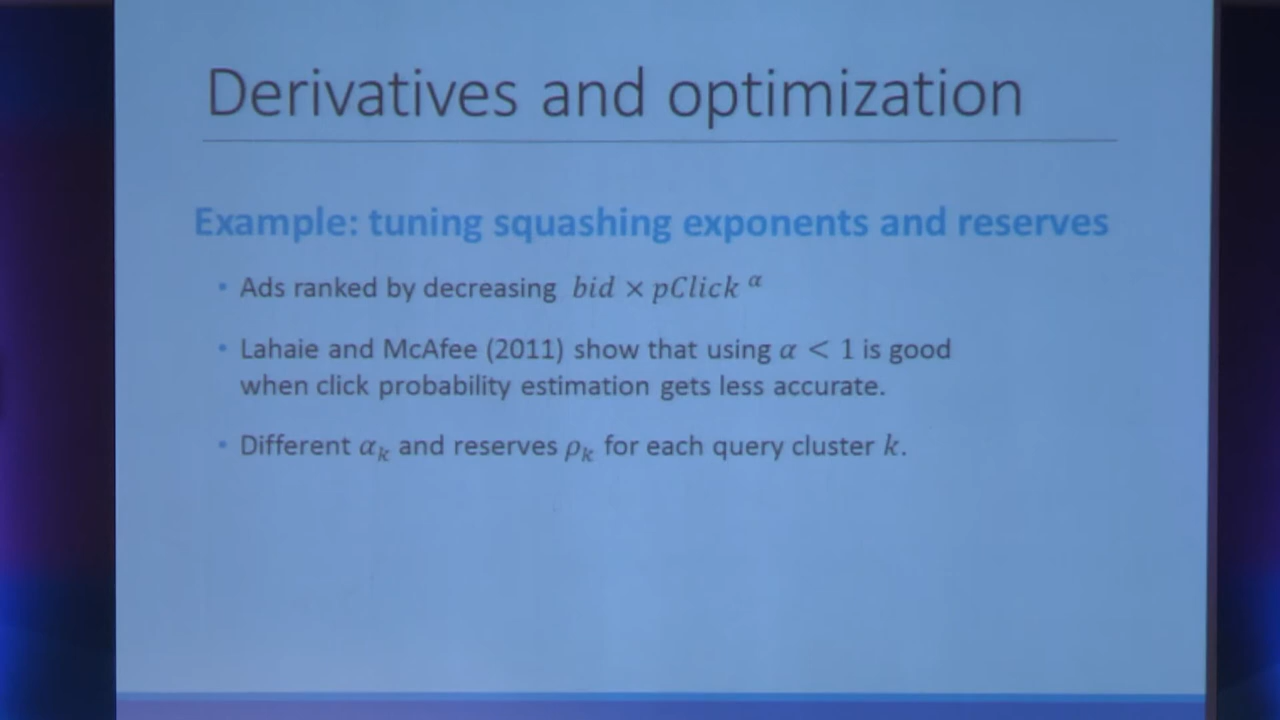 Derivatives and optimization
Example: tuning squashing exponents and reserves
• Ads ranked by decreasing bid × pClick ^α
• Lahaie and McAfee (2011) show that using α < 1 is good
when click probability estimation gets less accurate.
• Different α_k and reserves ρ_k for each query cluster k.